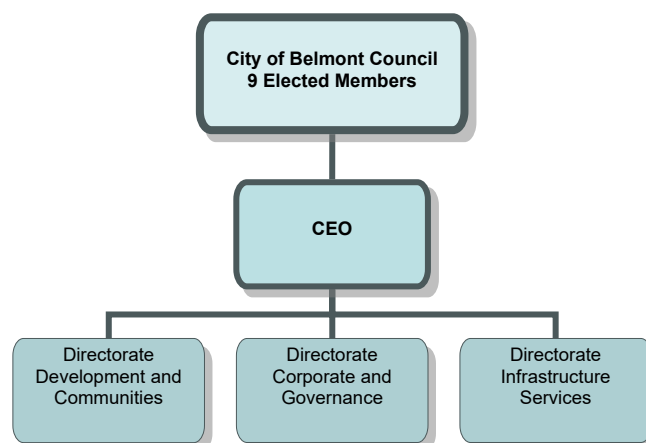 City of Belmont Council
9 Elected Members
CEO
Directorate
Development and
Communities
Directorate
Corporate and
Governance
Directorate
Infrastructure
Services